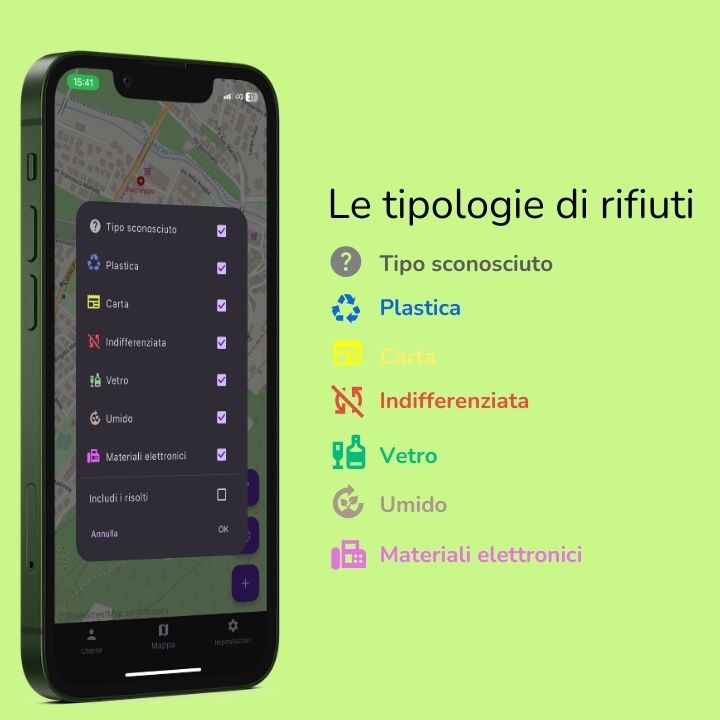 15:41
4G
Le tipologie di rifiuti
Tipo sconosciuto
Plastica
Carta
Indifferenziata
Vetro
Umido
Materiali elettronici
Tipo sconosciuto
Plastica
Carta
Indifferenziata
Vetro
Umido
Materiali elettronici
Includi i risolti
Annulla OK
OpenStreetMap contributors
Utente Mappa Impostazioni